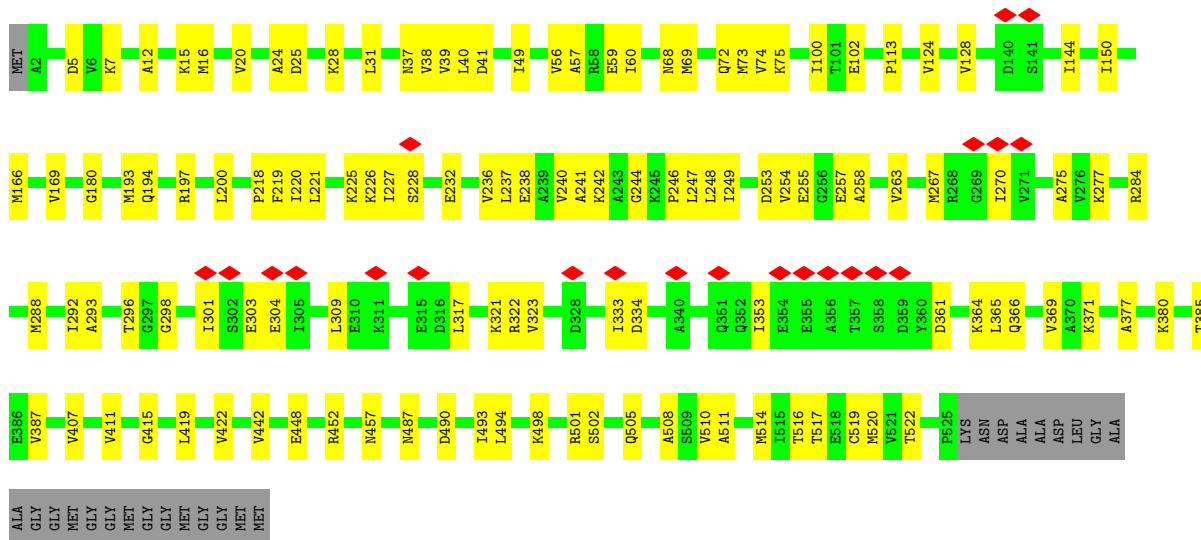 MET A2 D5 V6 K7 A12 K15 M16 V20 A24 D25 K28 L31 N37 V38 V39 L40 D41 I49 V56 A57 R58 E59 I60 N68 M69 Q72 M73 V74 K75 I100 T101 E102 P113 V124 V128 D140 S141 I144 I150
M166 V169 G180 M193 Q194 R197 L200 P218 F219 I220 L221 K225 K226 I227 S228 E232 V236 L237 E238 A239 V240 A241 K242 A243 G244 K245 P246 L247 L248 I249 D253 V254 E255 G256 E257 A258 V263 M267 R268 G269 I270 V271 A275 V276 K277 R284
M288 I292 A293 T296 G297 G298 I301 S302 E303 E304 I305 L309 E310 K311 E315 D316 L317 K321 R322 V323 D328 I333 D334 A340 Q351 Q352 I353 E354 E355 A356 T357 S358 D359 Y360 D361 K364 L365 Q366 V369 A370 K371 A377 K380 T385
E386 V387 V407 V411 G415 L419 V422 V442 E448 R452 N457 N487 D490 I493 L494 K498 R501 S502 Q505 A508 S509 V510 A511 M514 I515 T516 T517 E518 C519 M520 V521 T522 P525 LYS ASN ASP ALA ALA ASP LEU GLY ALA
ALA GLY GLY MET GLY GLY MET GLY GLY MET GLY GLY MET MET